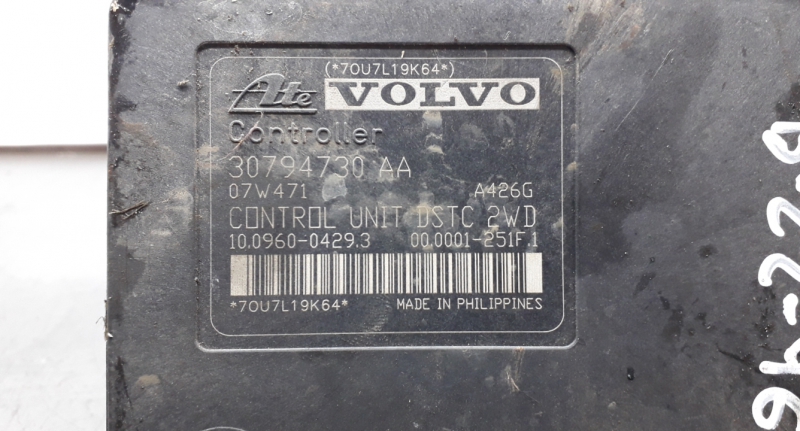 (*7OU7L19K64*)
Ate VOLVO
Controller
30794730 AA
07W471 A426G
CONTROL UNIT DSTC 2WD
10.0960-0429.3 00.0001-251F.1
*7OU7L19K64*
MADE IN PHILIPPINES